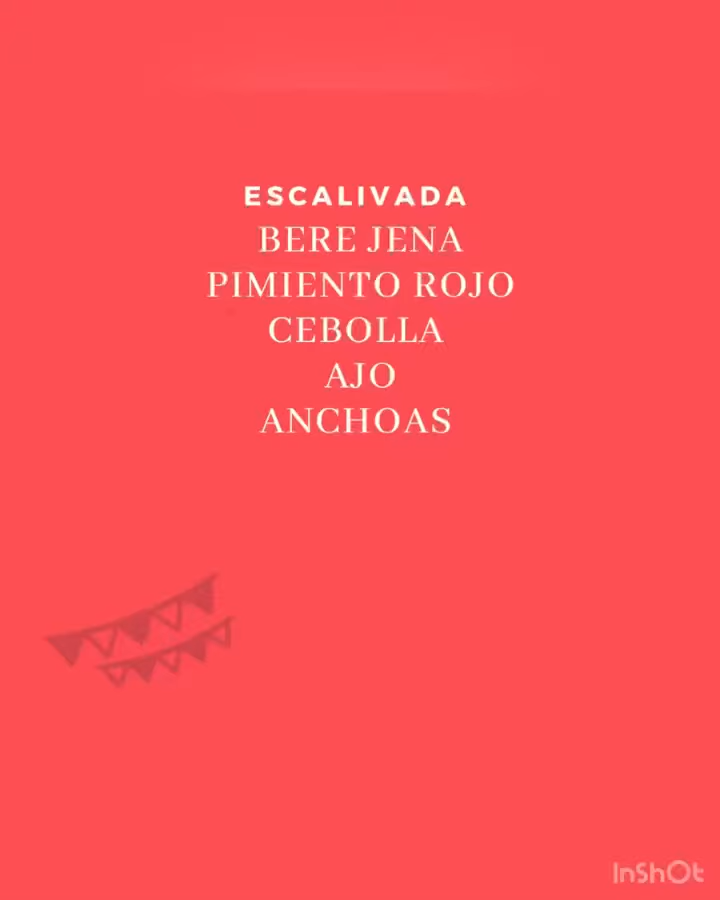 ESCALIVADA
BERE JENA
PIMIENTO ROJO
CEBOLLA
AJO
ANCHOAS
InShOt